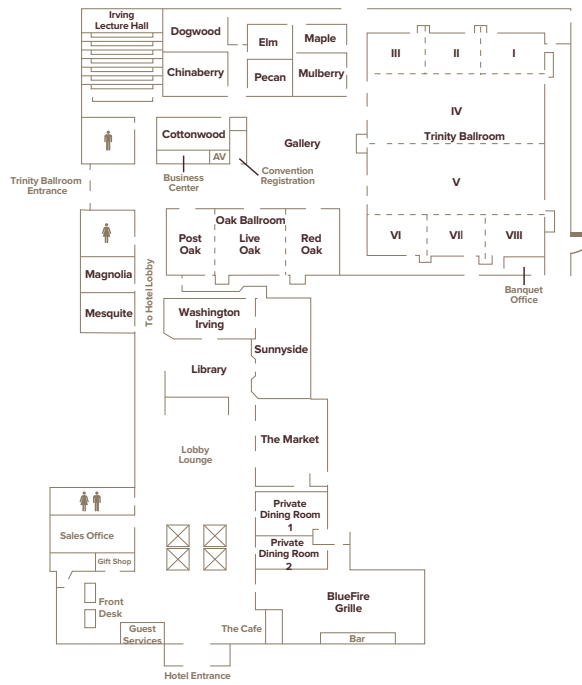 Irving
Lecture Hall
Dogwood
Elm
Maple
III
II
I
Chinaberry
Pecan
Mulberry
IV
Cottonwood
Gallery
Trinity Ballroom
AV
Business
Center
Convention
Registration
Trinity Ballroom
Entrance
V
Oak Ballroom
Post
Oak
Live
Oak
Red
Oak
VI
VII
VIII
Magnolia
To Hotel Lobby
Banquet
Office
Mesquite
Washington
Irving
Sunnyside
Library
The Market
Lobby
Lounge
Private
Dining Room
1
Sales Office
Private
Dining Room
2
Gift Shop
BlueFire
Grille
Front
Desk
Guest
Services
The Cafe
Bar
Hotel Entrance